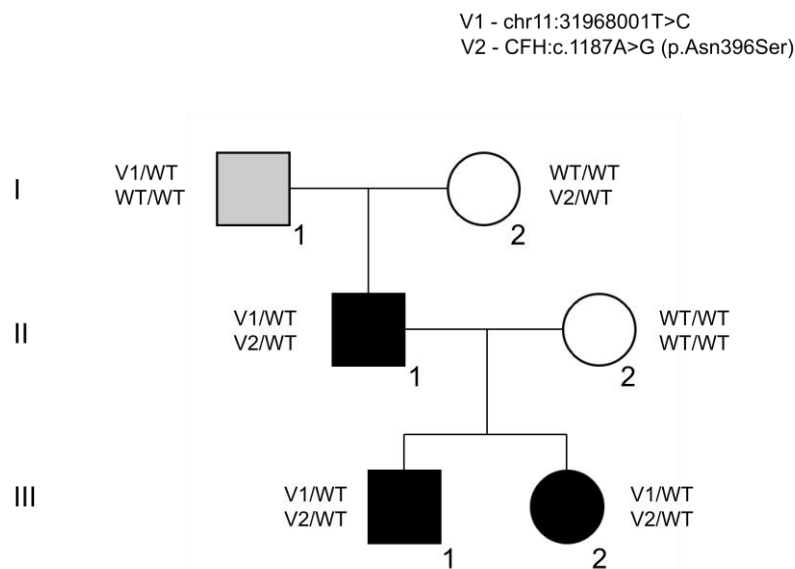 V1 - chr11:31968001T>C
V2 - CFH:c.1187A>G (p.Asn396Ser)
I
V1/WT
WT/WT
1
WT/WT
V2/WT
2
II
V1/WT
V2/WT
1
WT/WT
WT/WT
2
III
V1/WT
V2/WT
1
V1/WT
V2/WT
2